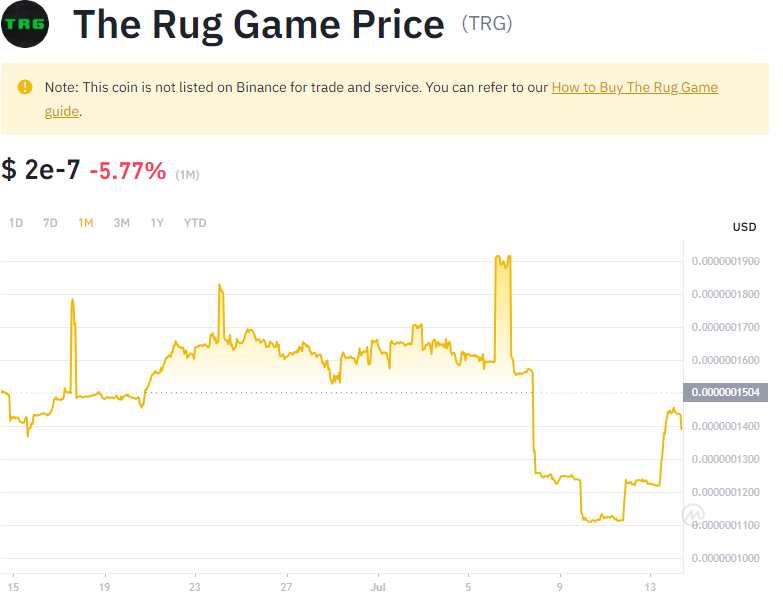 TRG
The Rug Game Price (TRG)
Note: This coin is not listed on Binance for trade and service. You can refer to our How to Buy The Rug Game
guide.
$ 2e-7 -5.77% (1M)
1D 7D 1M 3M 1Y YTD
USD
0.0000001900
0.0000001800
0.0000001700
0.0000001600
0.0000001504
0.0000001400
0.0000001300
0.0000001200
0.0000001100
0.0000001000
15 19 23 27 Jul 5 9 13